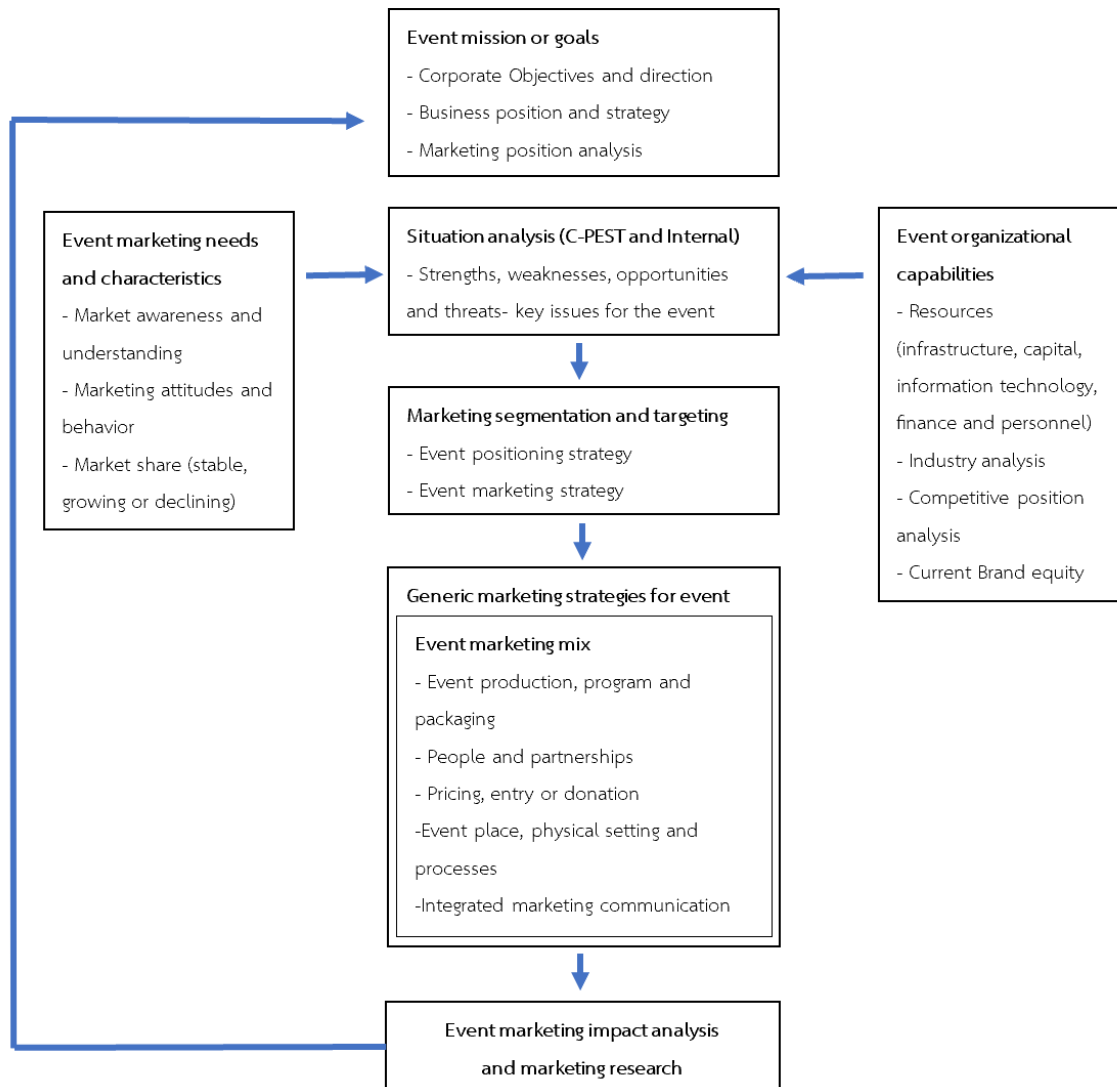 Event mission or goals
- Corporate Objectives and direction
- Business position and strategy
- Marketing position analysis
Event marketing needs
and characteristics
- Market awareness and
understanding
- Marketing attitudes and
behavior
- Market share (stable,
growing or declining)
Situation analysis (C-PEST and Internal)
- Strengths, weaknesses, opportunities
and threats- key issues for the event
Event organizational
capabilities
- Resources
(infrastructure, capital,
information technology,
finance and personnel)
- Industry analysis
- Competitive position
analysis
- Current Brand equity
Marketing segmentation and targeting
- Event positioning strategy
- Event marketing strategy
Generic marketing strategies for event
Event marketing mix
- Event production, program and
packaging
- People and partnerships
- Pricing, entry or donation
-Event place, physical setting and
processes
-Integrated marketing communication
Event marketing impact analysis
and marketing research